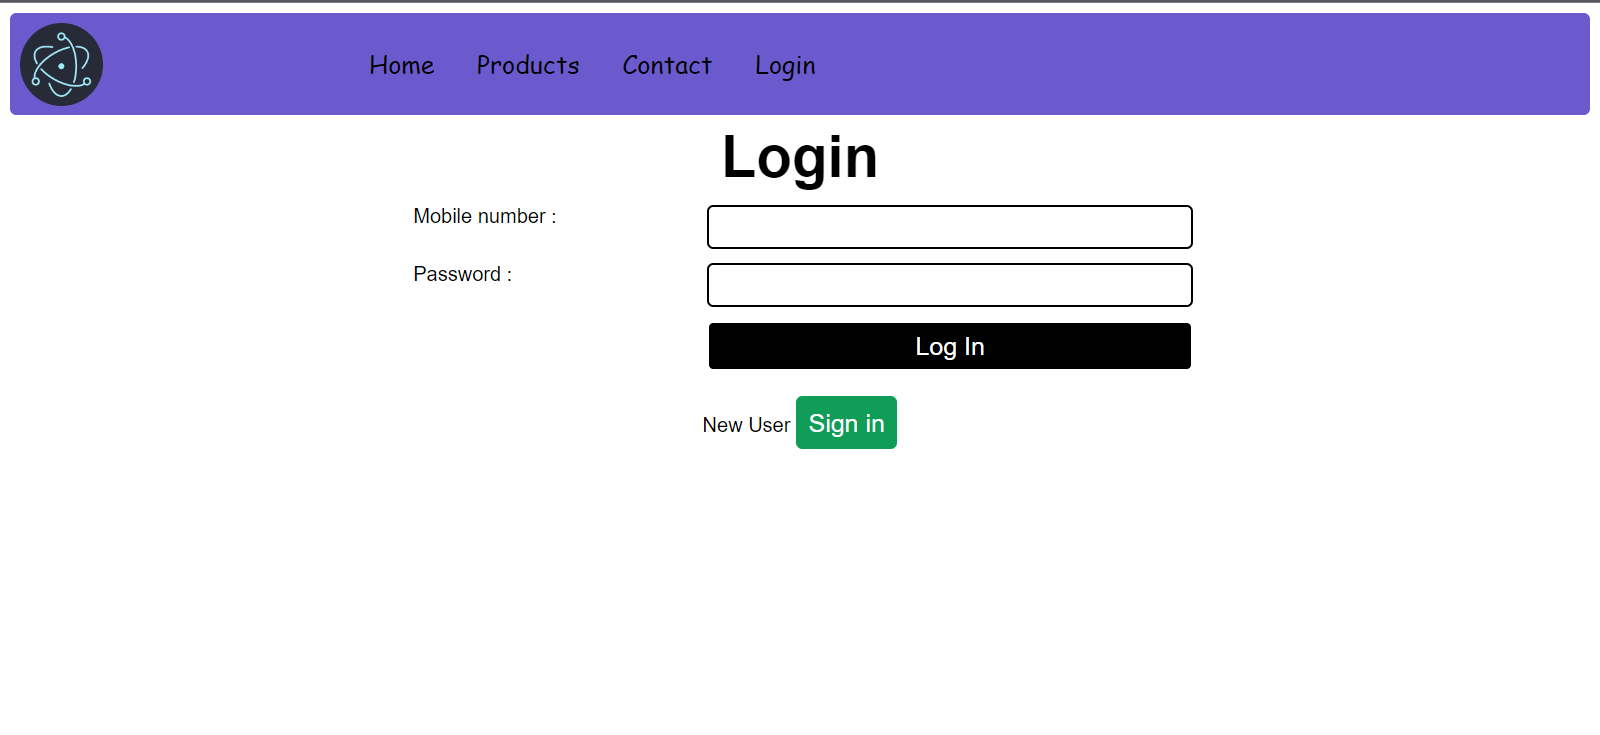 Home Products Contact Login
Login
Mobile number :
Password :
Log In
New User Sign in